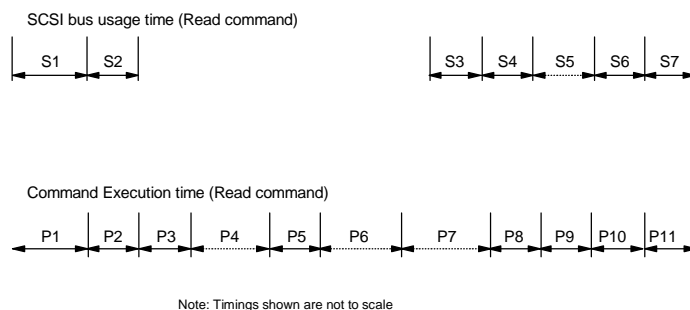 SCSI bus usage time (Read command)
S1 S2 S3 S4 S5 S6 S7
Command Execution time (Read command)
P1 P2 P3 P4 P5 P6 P7 P8 P9 P10 P11
Note: Timings shown are not to scale